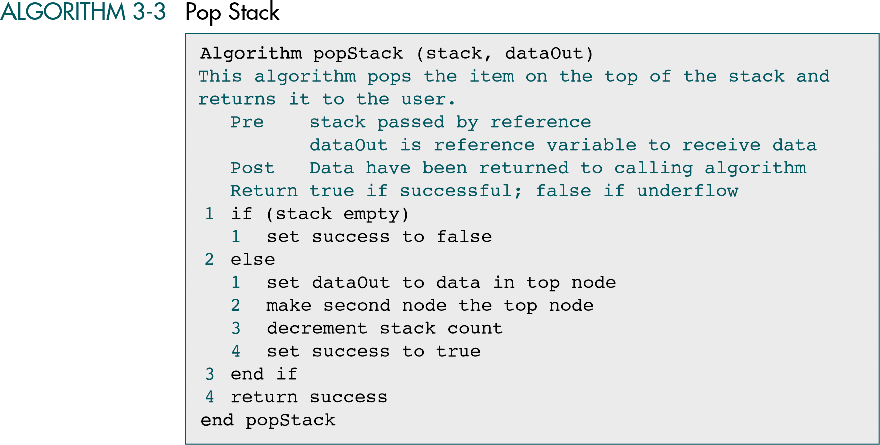 ALGORITHM 3-3 Pop Stack
Algorithm popStack (stack, dataOut)
This algorithm pops the item on the top of the stack and
returns it to the user.
Pre stack passed by reference
dataOut is reference variable to receive data
Post Data have been returned to calling algorithm
Return true if successful; false if underflow
1 if (stack empty)
1 set success to false
2 else
1 set dataOut to data in top node
2 make second node the top node
3 decrement stack count
4 set success to true
3 end if
4 return success
end popStack